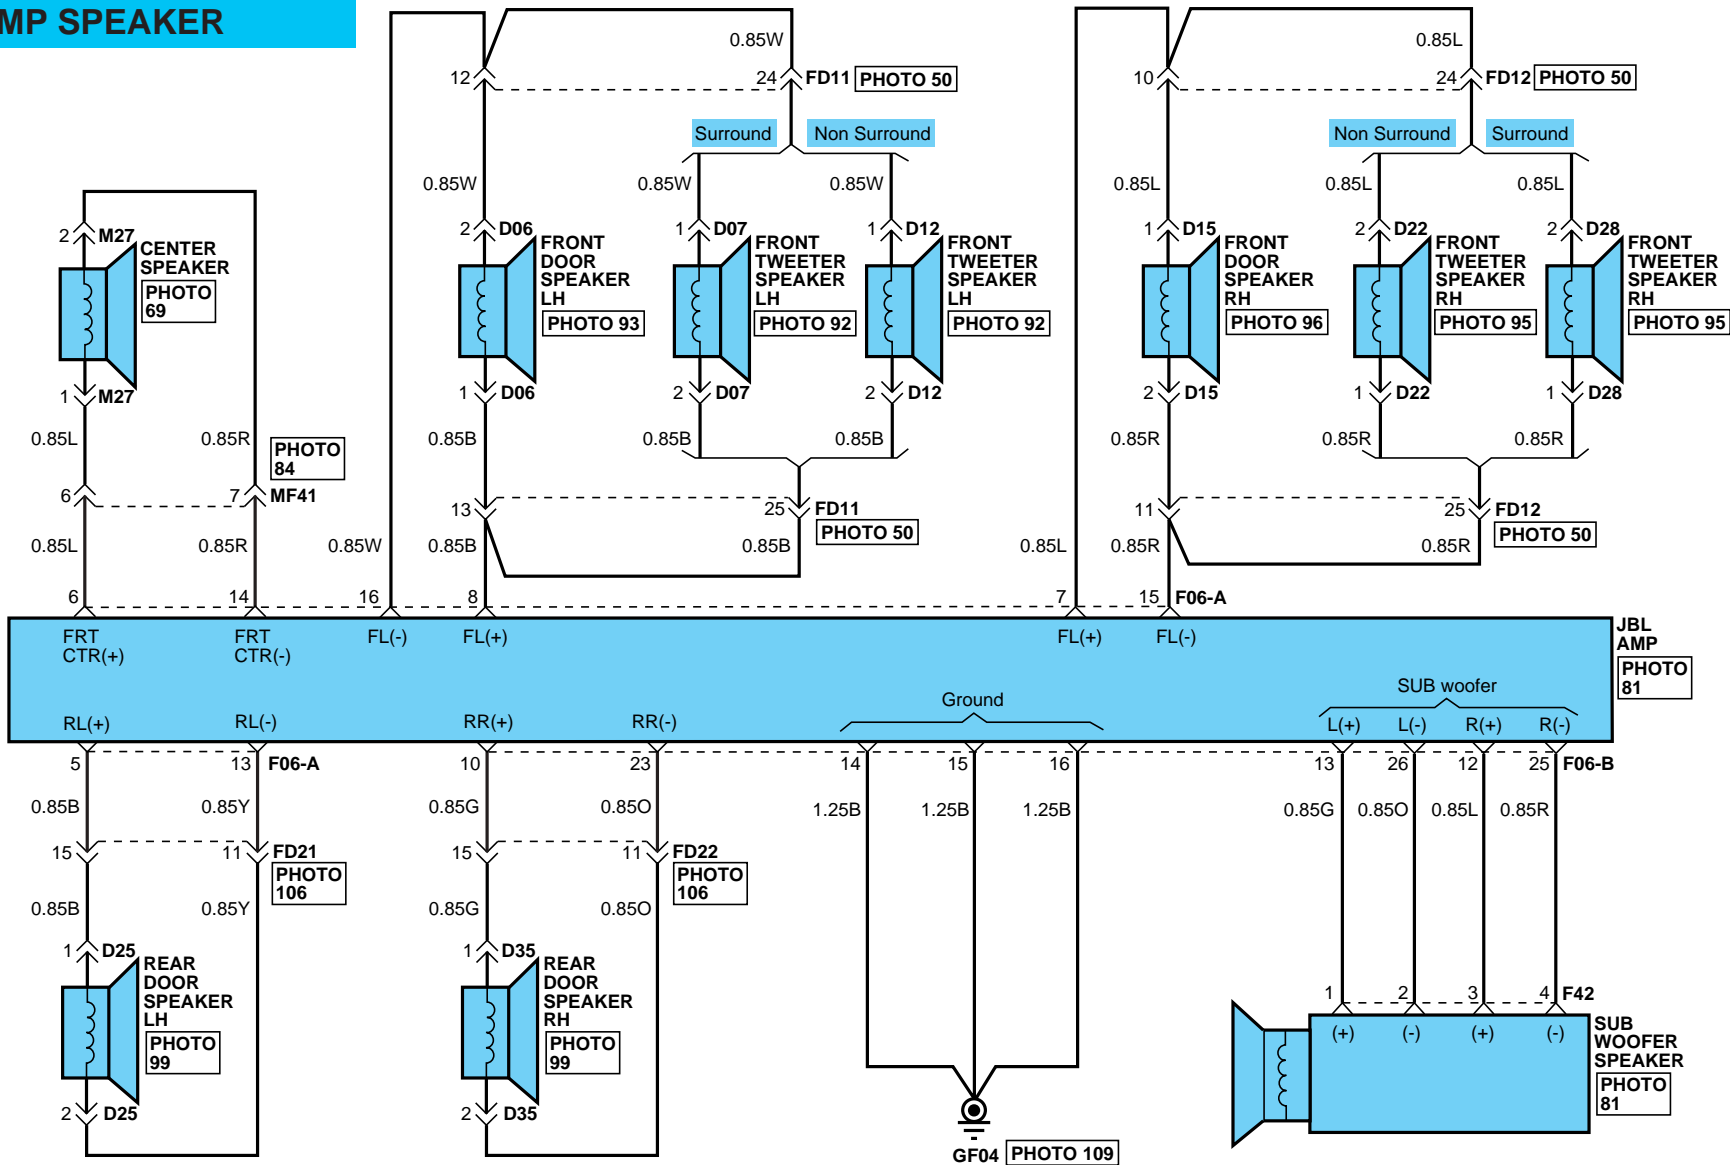 MP SPEAKER
0.85W
0.85L
12
24
FD11
PHOTO 50
10
24
FD12
PHOTO 50
Surround
Non Surround
Non Surround
Surround
0.85W
0.85W
0.85W
0.85L
0.85L
0.85L
2
M27
CENTER
SPEAKER
PHOTO
69
2
D06
FRONT
DOOR
SPEAKER
LH
PHOTO 93
1
D07
FRONT
TWEETER
SPEAKER
LH
PHOTO 92
1
D12
FRONT
TWEETER
SPEAKER
LH
PHOTO 92
1
D15
FRONT
DOOR
SPEAKER
RH
PHOTO 96
2
D22
FRONT
TWEETER
SPEAKER
RH
PHOTO 95
2
D28
FRONT
TWEETER
SPEAKER
RH
PHOTO 95
1
M27
1
D06
2
D07
2
D12
2
D15
1
D22
1
D28
0.85L
0.85R
PHOTO
84
0.85B
0.85B
0.85B
0.85R
0.85R
0.85R
6
7
MF41
13
25
FD11
PHOTO 50
11
25
FD12
PHOTO 50
0.85L
0.85R
0.85W
0.85B
0.85B
0.85L
0.85R
0.85R
6
14
16
8
7
15
F06-A
FRT
CTR(+)
FRT
CTR(-)
FL(-)
FL(+)
FL(+)
FL(-)
JBL
AMP
PHOTO
81
Ground
SUB woofer
RL(+)
RL(-)
RR(+)
RR(-)
L(+)
L(-)
R(+)
R(-)
5
13
F06-A
10
23
14
15
16
13
26
12
25
F06-B
0.85B
0.85Y
0.85G
0.85O
1.25B
1.25B
1.25B
0.85G
0.85O
0.85L
0.85R
15
11
FD21
PHOTO
106
15
11
FD22
PHOTO
106
0.85B
0.85Y
0.85G
0.85O
1
D25
REAR
DOOR
SPEAKER
LH
PHOTO
99
1
D35
REAR
DOOR
SPEAKER
RH
PHOTO
99
1
2
3
4
F42
(+)
(-)
(+)
(-)
SUB
WOOFER
SPEAKER
PHOTO
81
2
D25
2
D35
GF04
PHOTO 109